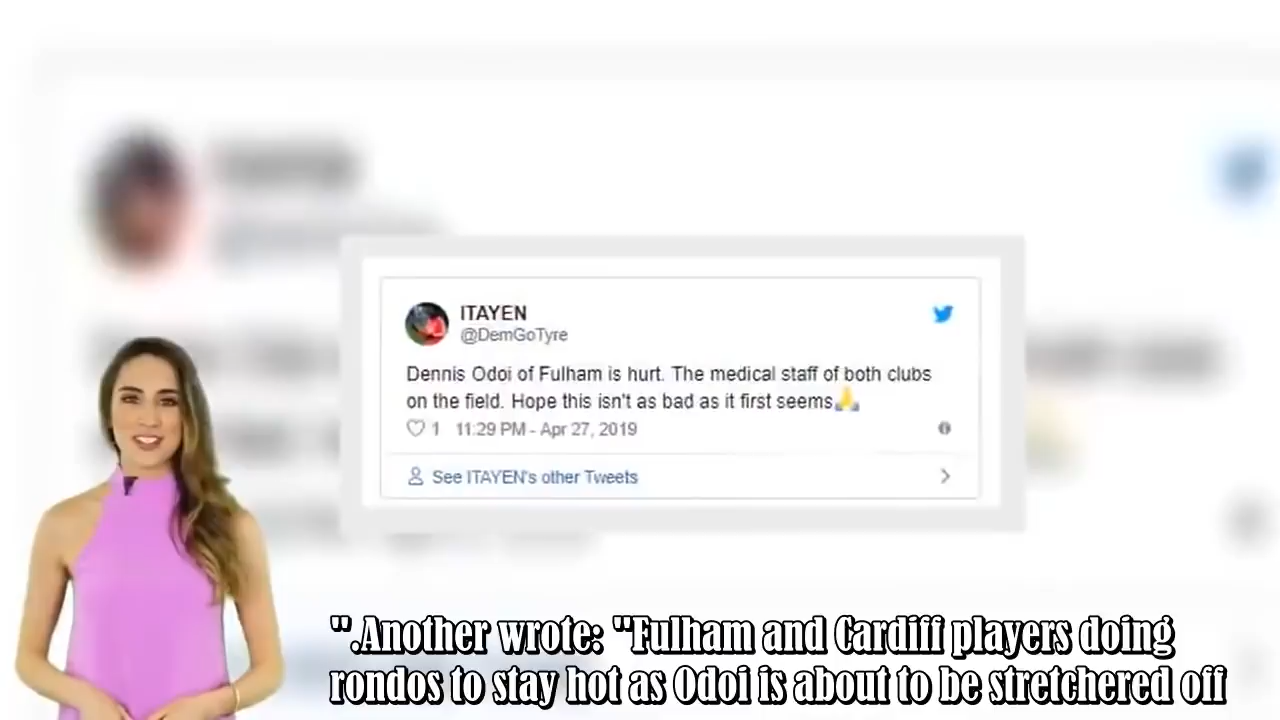 ITAYEN
@DemGoTyre
Dennis Odoi of Fulham is hurt. The medical staff of both clubs
on the field. Hope this isn't as bad as it first seems🙏
1 11:29 PM - Apr 27, 2019
See ITAYEN's other Tweets
".Another wrote: "Fulham and Cardiff players doing
rondos to stay hot as Odoi is about to be stretchered off